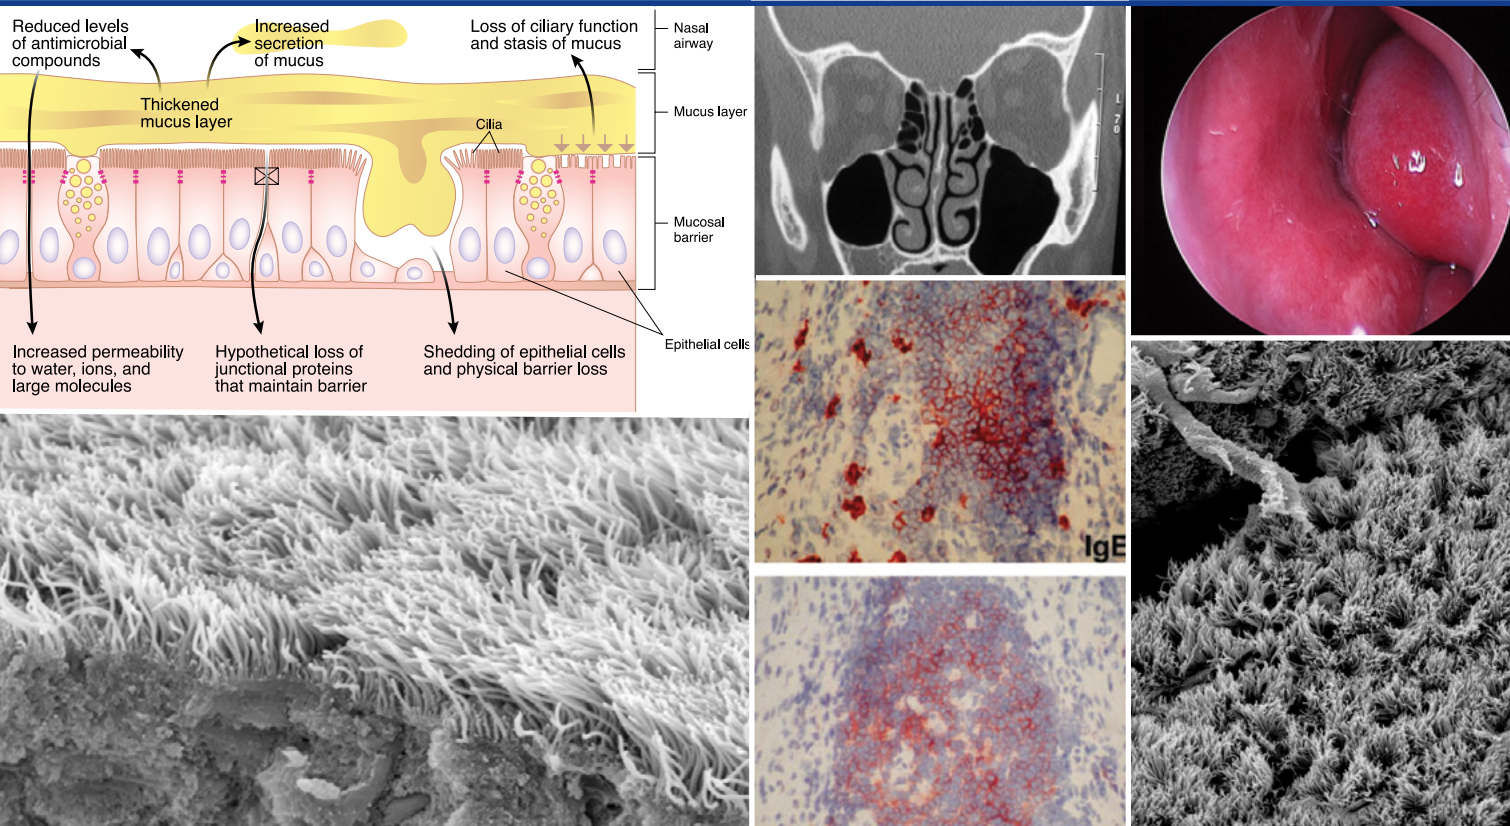 Reduced levels
of antimicrobial
compounds
Increased
secretion
of mucus
Loss of ciliary function
and stasis of mucus
Nasal
airway
Thickened
mucus layer
Mucus layer
Cilia
Mucosal
barrier
Epithelial cells
Increased permeability
to water, ions, and
large molecules
Hypothetical loss of
junctional proteins
that maintain barrier
Shedding of epithelial cells
and physical barrier loss
L
70
IgE